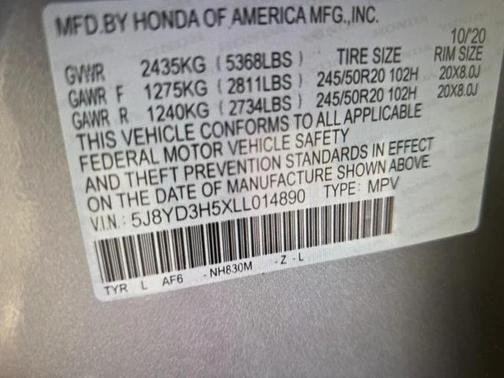 MFD.BY HONDA OF AMERICA MFG.,INC.
10/20
TIRE SIZE RIM SIZE
GVWR 2435KG ( 5368LBS )
GAWR F 1275KG ( 2811LBS ) 245/50R20 102H 20X8.0J
GAWR R 1240KG ( 2734LBS ) 245/50R20 102H 20X8.0J
THIS VEHICLE CONFORMS TO ALL APPLICABLE
FEDERAL MOTOR VEHICLE SAFETY
AND THEFT PREVENTION STANDARDS IN EFFECT
ON THE DATE OF MANUFACTURE SHOWN ABOVE.
V.I.N.: 5J8YD3H5XLL014890 TYPE: MPV
TYR L AF6 -NH830M -Z-L